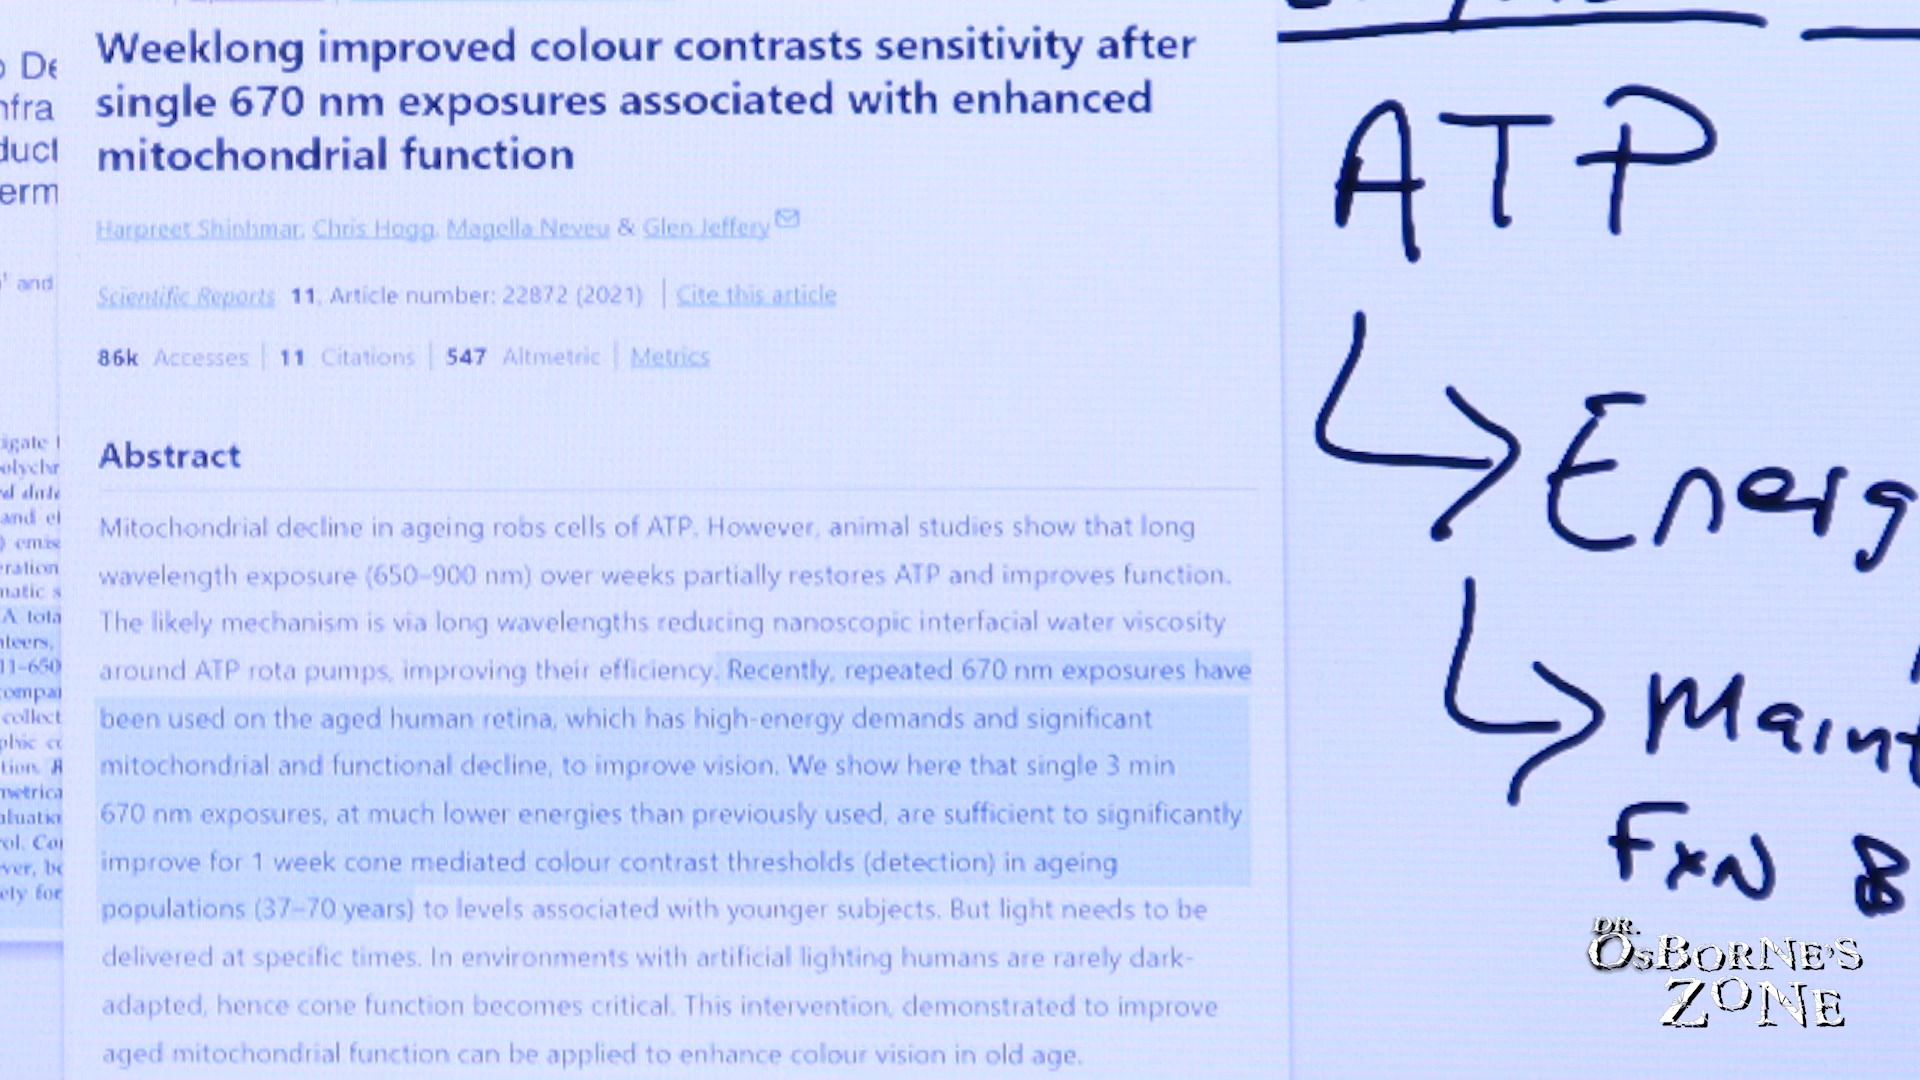 Weeklong improved colour contrasts sensitivity after
single 670 nm exposures associated with enhanced
mitochondrial function
Harpreet Shinhmar, Chris Hogg, Magella Neveu & Glen Jeffery
Scientific Reports 11, Article number: 22872 (2021) | Cite this article
86k Accesses | 11 Citations | 547 Altmetric | Metrics
Abstract
Mitochondrial decline in ageing robs cells of ATP. However, animal studies show that long
wavelength exposure (650–900 nm) over weeks partially restores ATP and improves function.
The likely mechanism is via long wavelengths reducing nanoscopic interfacial water viscosity
around ATP rota pumps, improving their efficiency. Recently, repeated 670 nm exposures have
been used on the aged human retina, which has high-energy demands and significant
mitochondrial and functional decline, to improve vision. We show here that single 3 min
670 nm exposures, at much lower energies than previously used, are sufficient to significantly
improve for 1 week cone mediated colour contrast thresholds (detection) in ageing
populations (37–70 years) to levels associated with younger subjects. But light needs to be
delivered at specific times. In environments with artificial lighting humans are rarely dark-
adapted, hence cone function becomes critical. This intervention, demonstrated to improve
aged mitochondrial function can be applied to enhance colour vision in old age.
ATP
Energ
Maint
FxN &
DR.
OSBORNE'S
ZONE